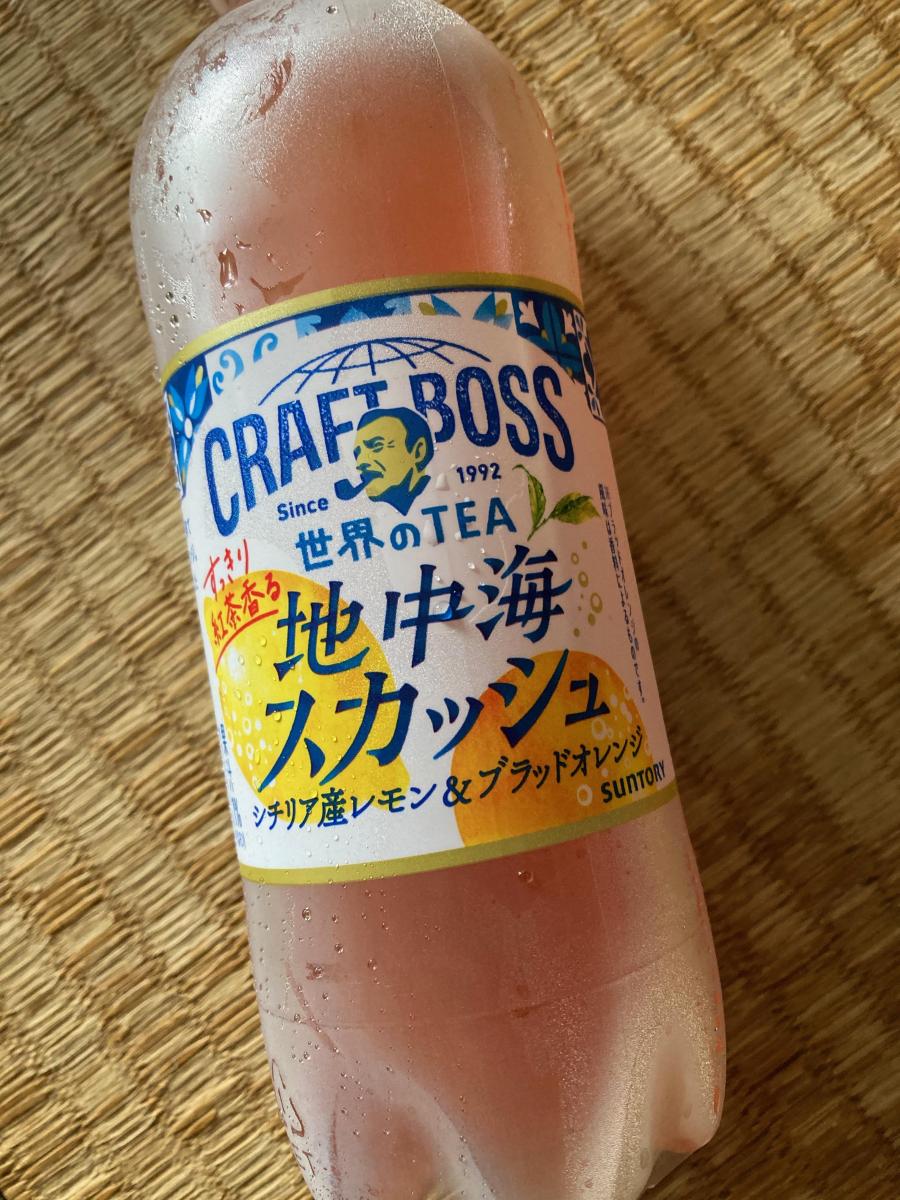 CRAFT BOSS
Since 1992
世界のTEA
すっきり
紅茶香る
地中海
スカッシュ
シチリア産レモン&ブラッドオレンジ
SUNTORY